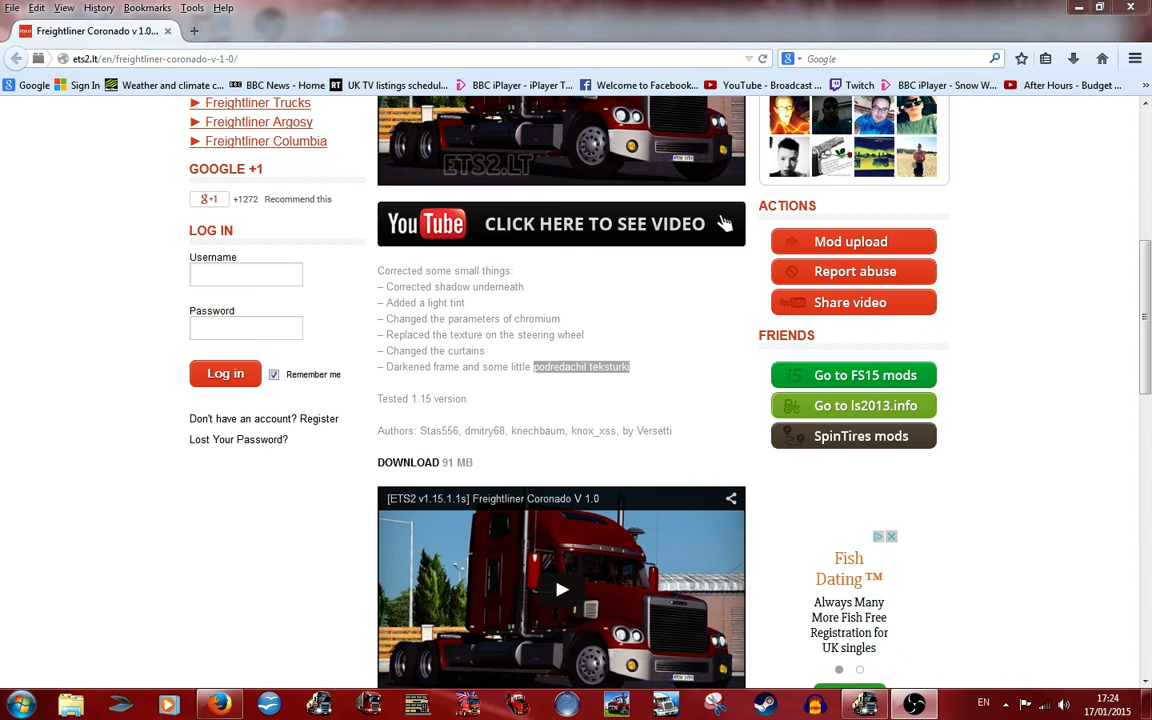 File Edit View History Bookmarks Tools Help
Freightliner Coronado v 1.0...
ets2.lt/en/freightliner-coronado-v-1-0/
Google
Google Sign In Weather and climate c... BBC News - Home UK TV listings schedul... BBC iPlayer - iPlayer T... Welcome to Facebook... YouTube - Broadcast ... Twitch BBC iPlayer - Snow W... After Hours - Budget ...
► Freightliner Trucks
► Freightliner Argosy
► Freightliner Columbia
GOOGLE +1
g+1 +1272 Recommend this
LOG IN
Username
Password
Log in Remember me
Don't have an account? Register
Lost Your Password?
ETS2.LT
YouTube CLICK HERE TO SEE VIDEO
Corrected some small things:
– Corrected shadow underneath
– Added a light tint
– Changed the parameters of chromium
– Replaced the texture on the steering wheel
– Changed the curtains
– Darkened frame and some little podredachil teksturki
Tested 1.15 version
Authors: Stas556, dmitry68, kriechbaum, knox_xss, by Versetti
DOWNLOAD 91 MB
[ETS2 v1.15.1.1s] Freightliner Coronado V 1.0
ACTIONS
Mod upload
Report abuse
Share video
FRIENDS
Go to FS15 mods
Go to ls2013.info
SpinTires mods
Fish
Dating ™
Always Many
More Fish Free
Registration for
UK singles
EN
17:24
17/01/2015